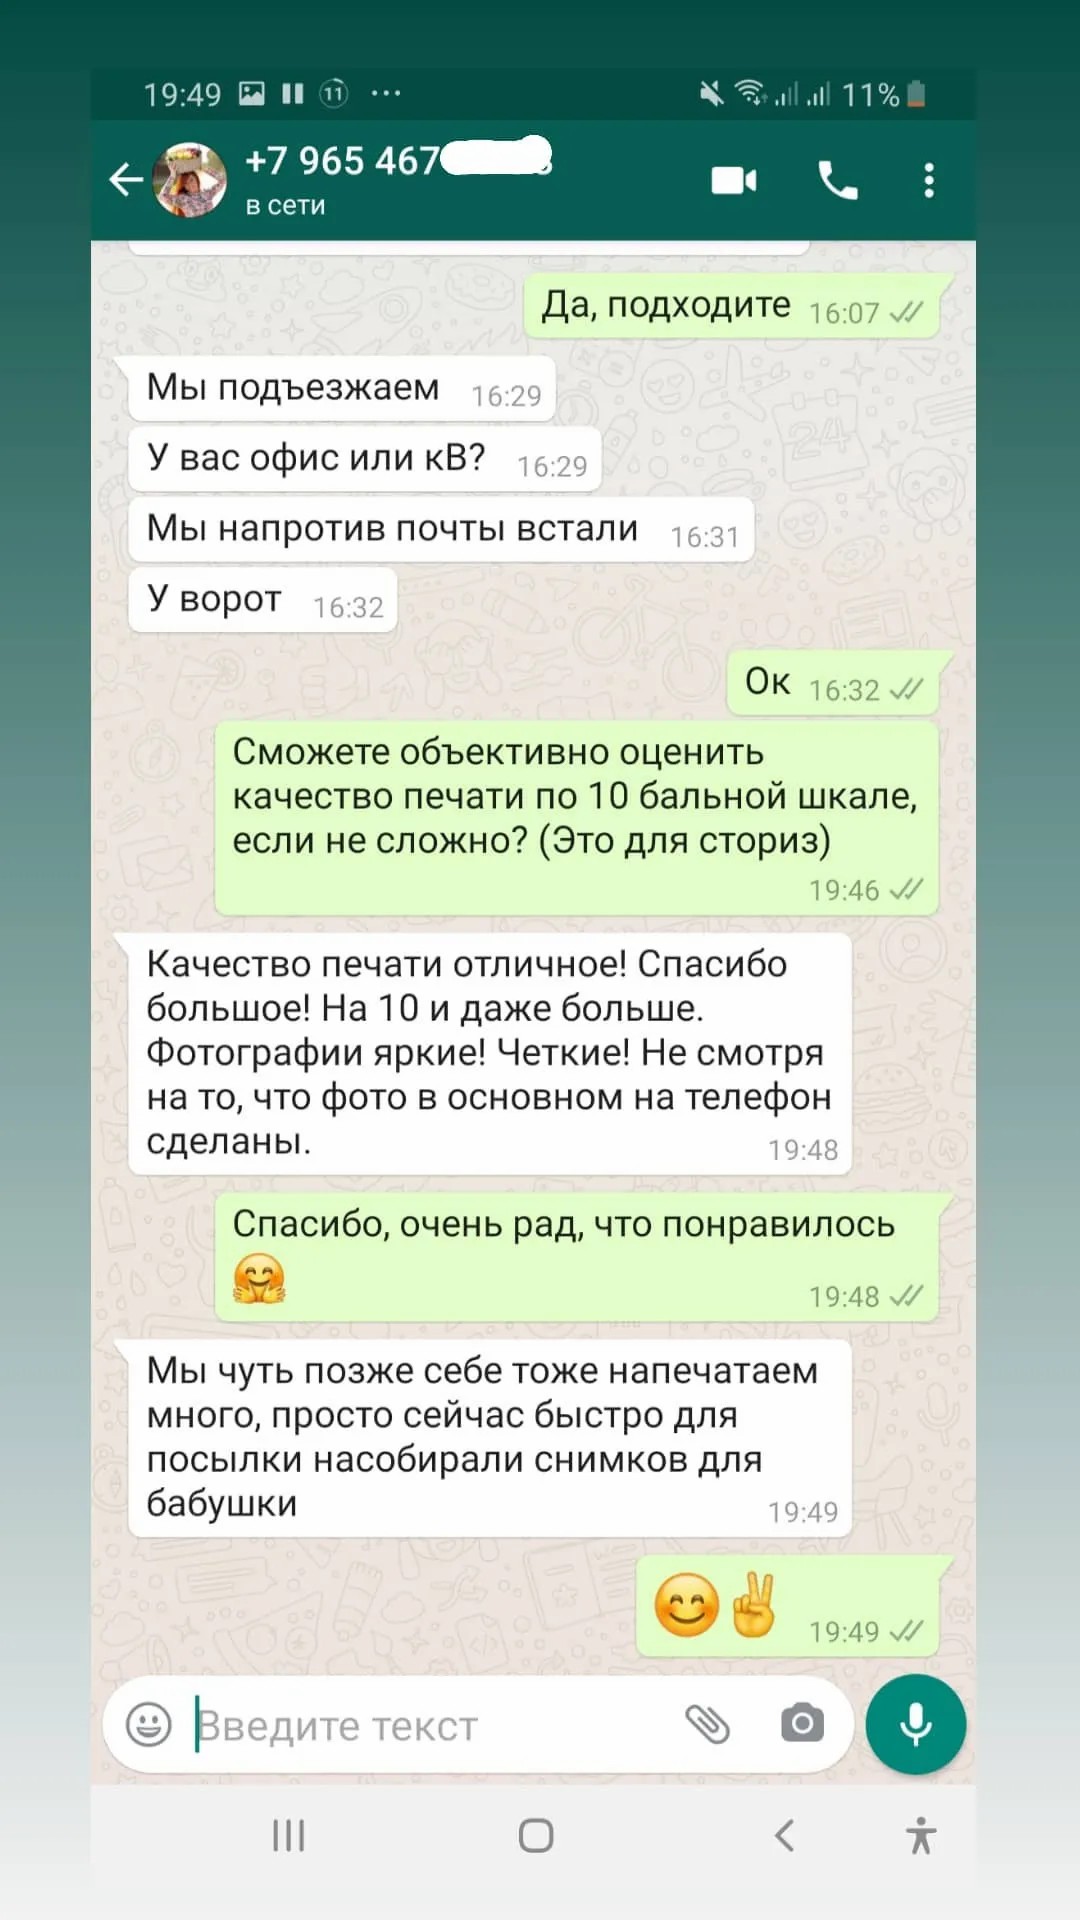 19:49 11 11%
+7 965 467
в сети
Да, подходите 16:07
Мы подъезжаем 16:29
У вас офис или кВ? 16:29
Мы напротив почты встали 16:31
У ворот 16:32
Ок 16:32
Сможете объективно оценить
качество печати по 10 бальной шкале,
если не сложно? (Это для сториз)
19:46
Качество печати отличное! Спасибо
большое! На 10 и даже больше.
Фотографии яркие! Четкие! Не смотря
на то, что фото в основном на телефон
сделаны. 19:48
Спасибо, очень рад, что понравилось
🤗 19:48
Мы чуть позже себе тоже напечатаем
много, просто сейчас быстро для
посылки насобирали снимков для
бабушки 19:49
😊✌ 19:49
Введите текст